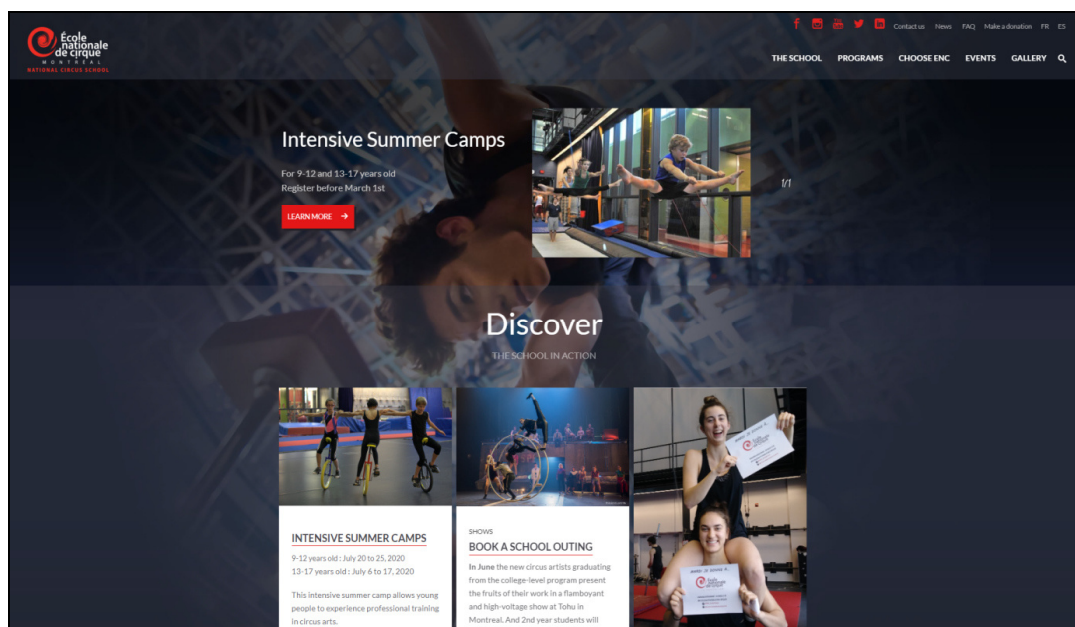 École
nationale
de cirque
MONTRÉAL
NATIONAL CIRCUS SCHOOL
Contact us News FAQ Make a donation FR ES
THE SCHOOL PROGRAMS CHOOSE ENC EVENTS GALLERY
Intensive Summer Camps
For 9-12 and 13-17 years old
Register before March 1st
LEARN MORE
1/1
Discover
THE SCHOOL IN ACTION
INTENSIVE SUMMER CAMPS
9-12 years old : July 20 to 25, 2020
13-17 years old : July 6 to 17, 2020
This intensive summer camp allows young
people to experience professional training
in circus arts.
SHOWS
BOOK A SCHOOL OUTING
In June the new circus artists graduating
from the college-level program present
the fruits of their work in a flamboyant
and high-voltage show at Tohu in
Montreal. And 2nd year students will
École
nationale
de cirque